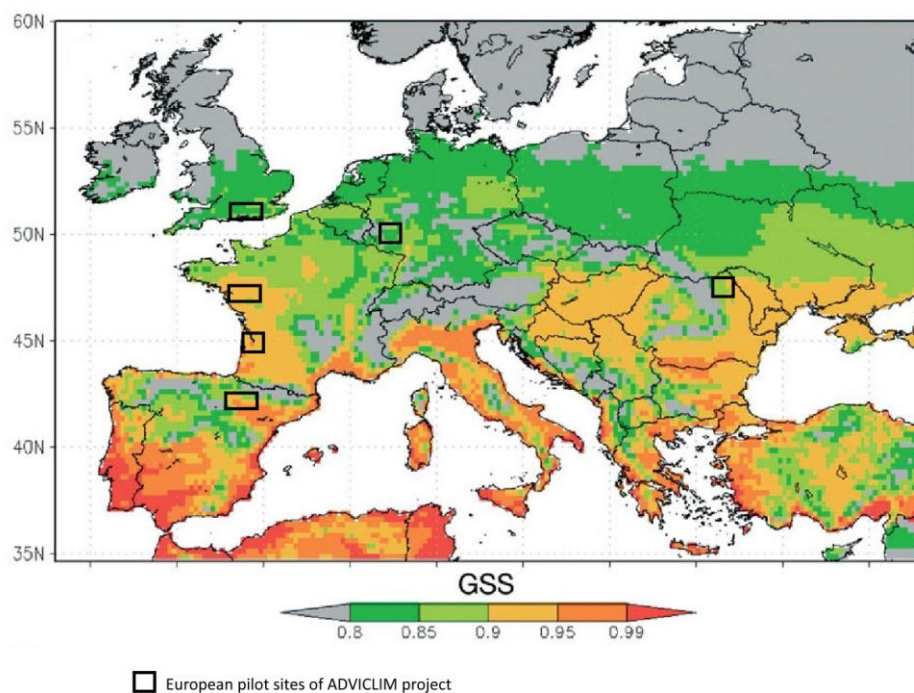 60N
55N
50N
45N
40N
35N
GSS
0.8 0.85 0.9 0.95 0.99
European pilot sites of ADVICLIM project